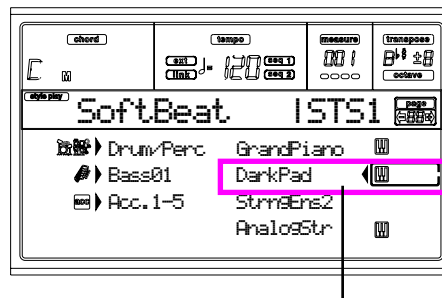 chord tempo measure transpose
ext seq 1
link seq 2
120 001
octave
style play SoftBeat |STS1 page
Drum/Perc GrandPiano
Bass01 DarkPad
ACC Acc.1-5 StrngEns2
AnalogStr